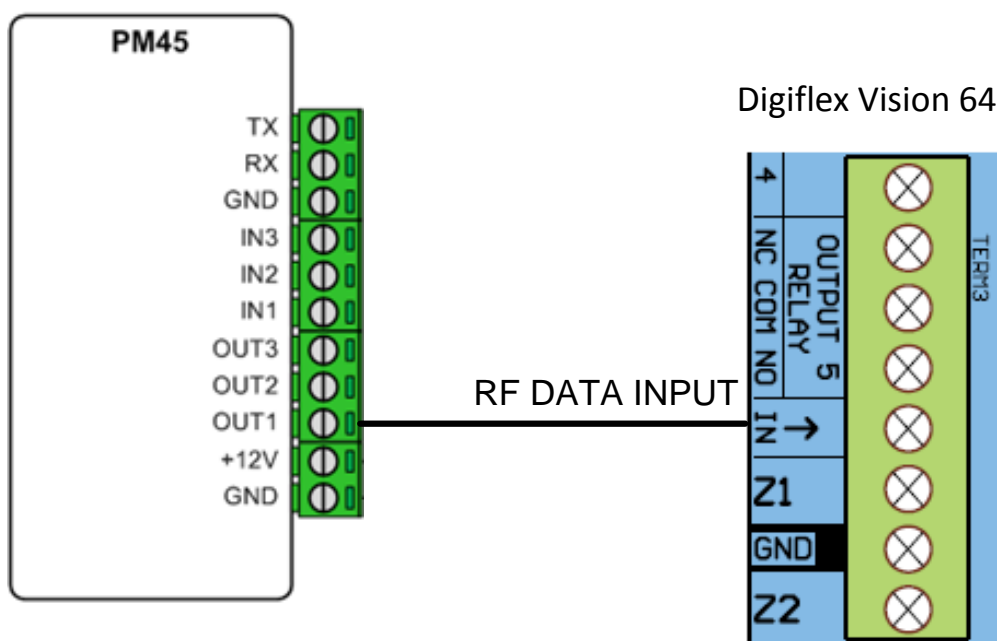 PM45
TX
RX
GND
IN3
IN2
IN1
OUT3
OUT2
OUT1
+12V
GND
RF DATA INPUT
Digiflex Vision 64
4
NC COM NO
OUTPUT 5
RELAY
IN →
Z1
GND
Z2
TERM3